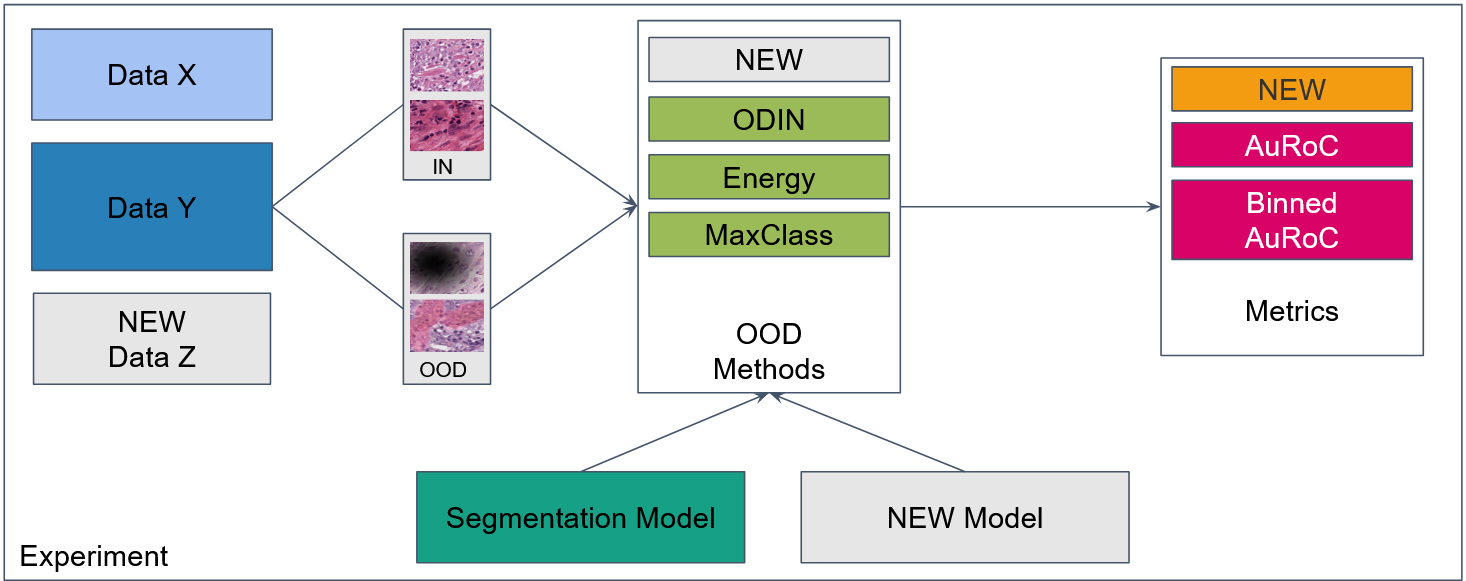 Data X
Data Y
NEW
Data Z
IN
OOD
NEW
ODIN
Energy
MaxClass
OOD
Methods
NEW
AuRoC
Binned
AuRoC
Metrics
Segmentation Model
NEW Model
Experiment